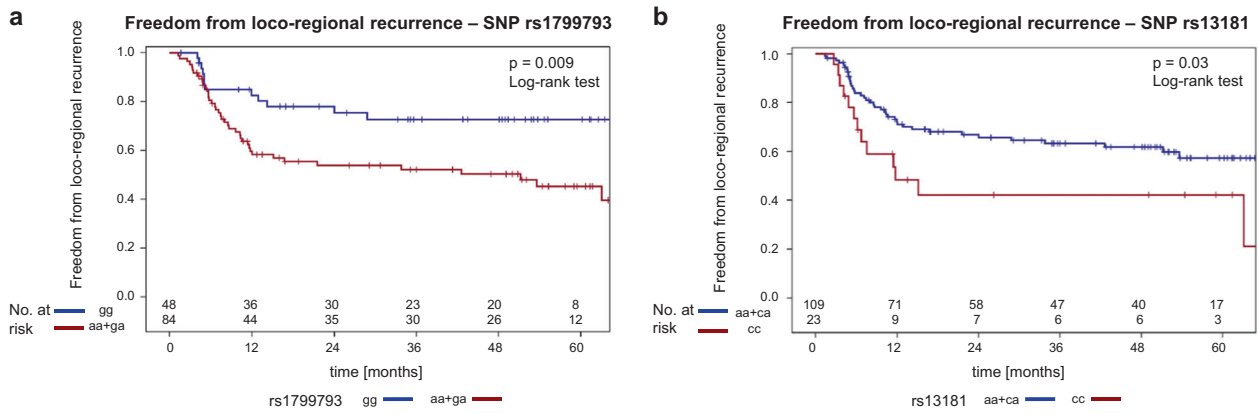 a
Freedom from loco-regional recurrence – SNP rs1799793
Freedom from loco-regional recurrence
1.0
0.8
0.6
0.4
0.2
0.0
p = 0.009
Log-rank test
No. at risk
gg 48 36 30 23 20 8
aa+ga 84 44 35 30 26 12
0 12 24 36 48 60
time [months]
rs1799793 gg aa+ga
b
Freedom from loco-regional recurrence – SNP rs13181
Freedom from loco-regional recurrence
1.0
0.8
0.6
0.4
0.2
0.0
p = 0.03
Log-rank test
No. at risk
aa+ca 109 71 58 47 40 17
cc 23 9 7 6 6 3
0 12 24 36 48 60
time [months]
rs13181 aa+ca cc